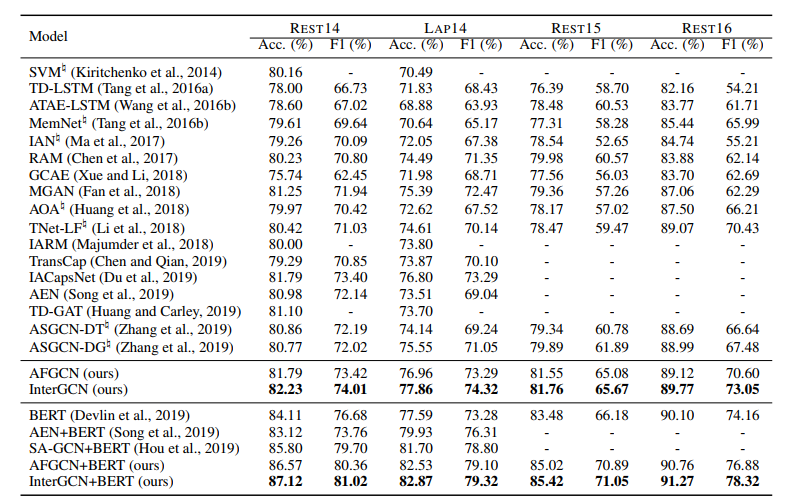 Model REST14 LAP14 REST15 REST16
Acc. (%) F1 (%) Acc. (%) F1 (%) Acc. (%) F1 (%) Acc. (%) F1 (%)
SVM♮ (Kiritchenko et al., 2014) 80.16 - 70.49 - - - - -
TD-LSTM (Tang et al., 2016a) 78.00 66.73 71.83 68.43 76.39 58.70 82.16 54.21
ATAE-LSTM (Wang et al., 2016b) 78.60 67.02 68.88 63.93 78.48 60.53 83.77 61.71
MemNet♮ (Tang et al., 2016b) 79.61 69.64 70.64 65.17 77.31 58.28 85.44 65.99
IAN♮ (Ma et al., 2017) 79.26 70.09 72.05 67.38 78.54 52.65 84.74 55.21
RAM (Chen et al., 2017) 80.23 70.80 74.49 71.35 79.98 60.57 83.88 62.14
GCAE (Xue and Li, 2018) 75.74 62.45 71.98 68.71 77.56 56.03 83.70 62.69
MGAN (Fan et al., 2018) 81.25 71.94 75.39 72.47 79.36 57.26 87.06 62.29
AOA♮ (Huang et al., 2018) 79.97 70.42 72.62 67.52 78.17 57.02 87.50 66.21
TNet-LF♮ (Li et al., 2018) 80.42 71.03 74.61 70.14 78.47 59.47 89.07 70.43
IARM (Majumder et al., 2018) 80.00 - 73.80 - - - - -
TransCap (Chen and Qian, 2019) 79.29 70.85 73.87 70.10 - - - -
IACapsNet (Du et al., 2019) 81.79 73.40 76.80 73.29 - - - -
AEN (Song et al., 2019) 80.98 72.14 73.51 69.04 - - - -
TD-GAT (Huang and Carley, 2019) 81.10 - 73.70 - - - - -
ASGCN-DT♮ (Zhang et al., 2019) 80.86 72.19 74.14 69.24 79.34 60.78 88.69 66.64
ASGCN-DG♮ (Zhang et al., 2019) 80.77 72.02 75.55 71.05 79.89 61.89 88.99 67.48
AFGCN (ours) 81.79 73.42 76.96 73.29 81.55 65.08 89.12 70.60
InterGCN (ours) 82.23 74.01 77.86 74.32 81.76 65.67 89.77 73.05
BERT (Devlin et al., 2019) 84.11 76.68 77.59 73.28 83.48 66.18 90.10 74.16
AEN+BERT (Song et al., 2019) 83.12 73.76 79.93 76.31 - - - -
SA-GCN+BERT (Hou et al., 2019) 85.80 79.70 81.70 78.80 - - - -
AFGCN+BERT (ours) 86.57 80.36 82.53 79.10 85.02 70.89 90.76 76.88
InterGCN+BERT (ours) 87.12 81.02 82.87 79.32 85.42 71.05 91.27 78.32